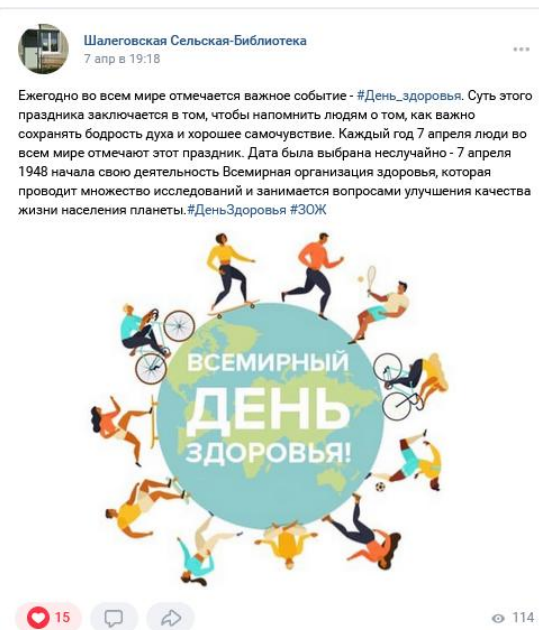 Шалеговская Сельская-Библиотека
7 апр в 19:18
Ежегодно во всем мире отмечается важное событие - #День_здоровья. Суть этого
праздника заключается в том, чтобы напомнить людям о том, как важно
сохранять бодрость духа и хорошее самочувствие. Каждый год 7 апреля люди во
всем мире отмечают этот праздник. Дата была выбрана неслучайно - 7 апреля
1948 начала свою деятельность Всемирная организация здоровья, которая
проводит множество исследований и занимается вопросами улучшения качества
жизни населения планеты.#ДеньЗдоровья #ЗОЖ
ВСЕМИРНЫЙ
ДЕНЬ
ЗДОРОВЬЯ!
15
114